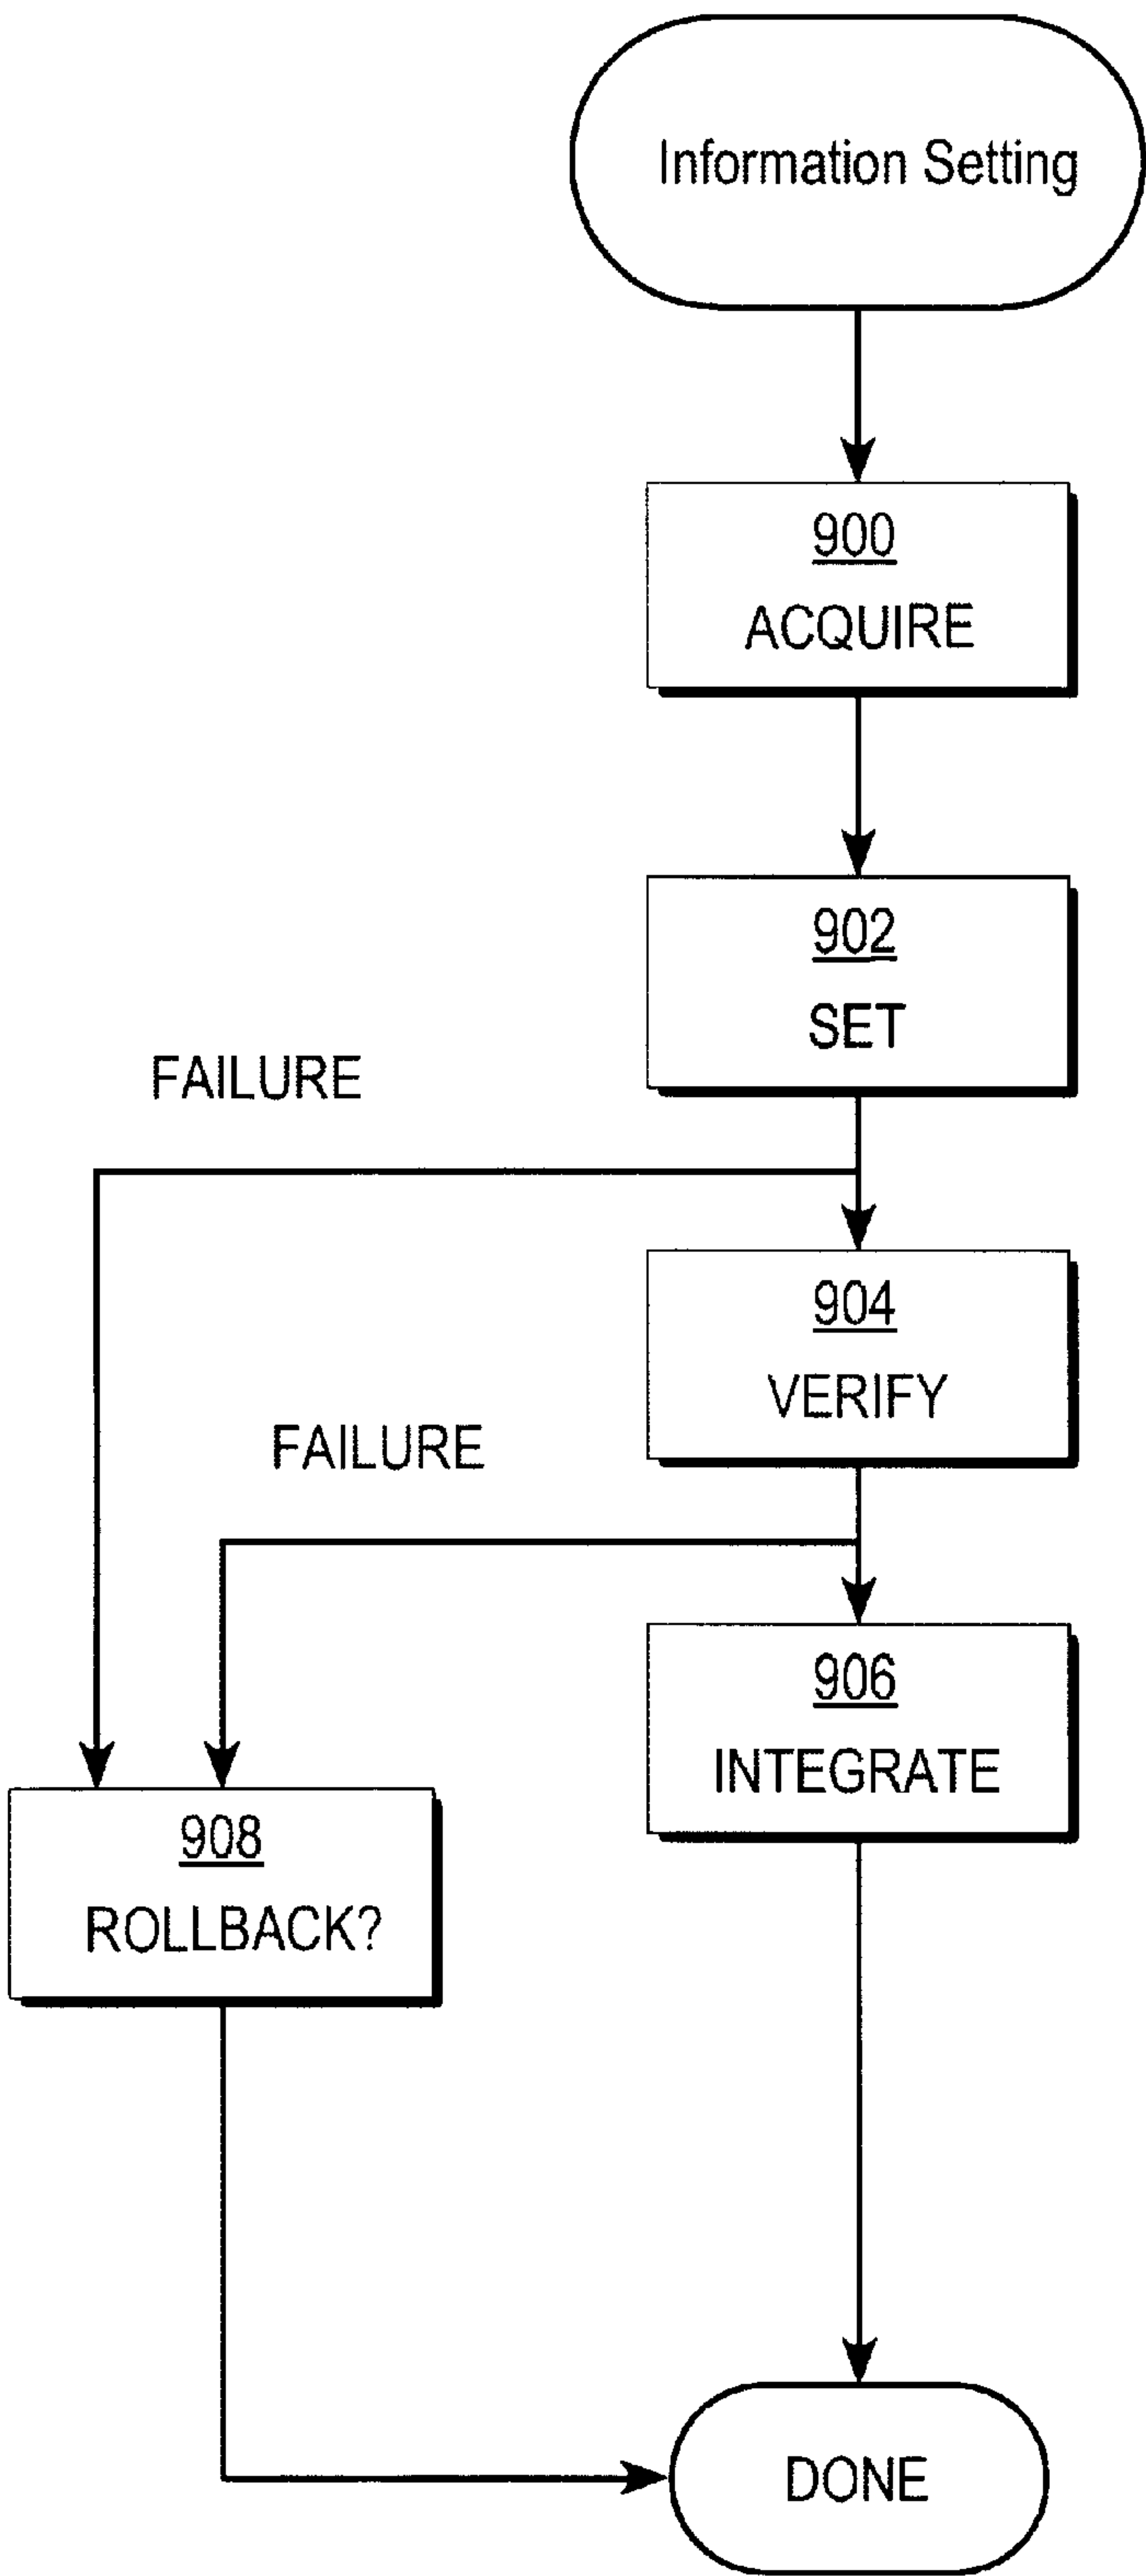 Information Setting
900
ACQUIRE
902
SET
FAILURE
904
VERIFY
FAILURE
906
INTEGRATE
908
ROLLBACK?
DONE